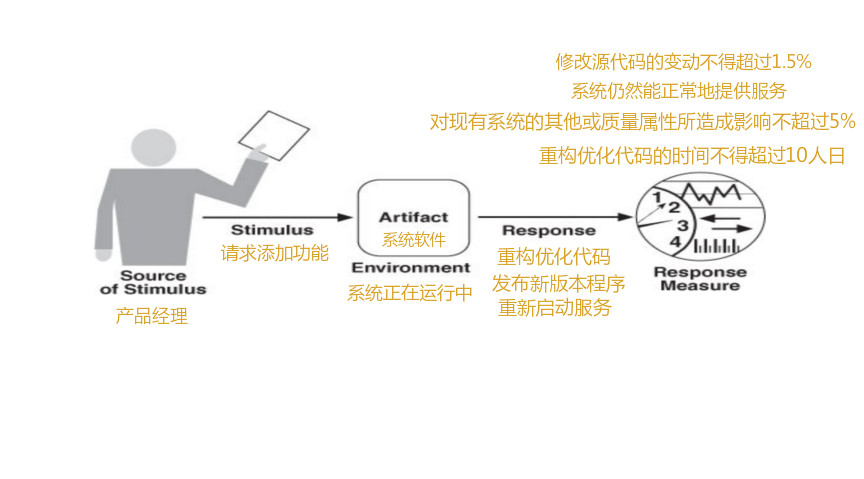 修改源代码的变动不得超过1.5%
系统仍然能正常地提供服务
对现有系统的其他或质量属性所造成影响不超过5%
重构优化代码的时间不得超过10人日
Source
of Stimulus
产品经理
Stimulus
请求添加功能
Artifact
系统软件
Environment
系统正在运行中
Response
重构优化代码
发布新版本程序
重新启动服务
1
2
3
4
Response
Measure